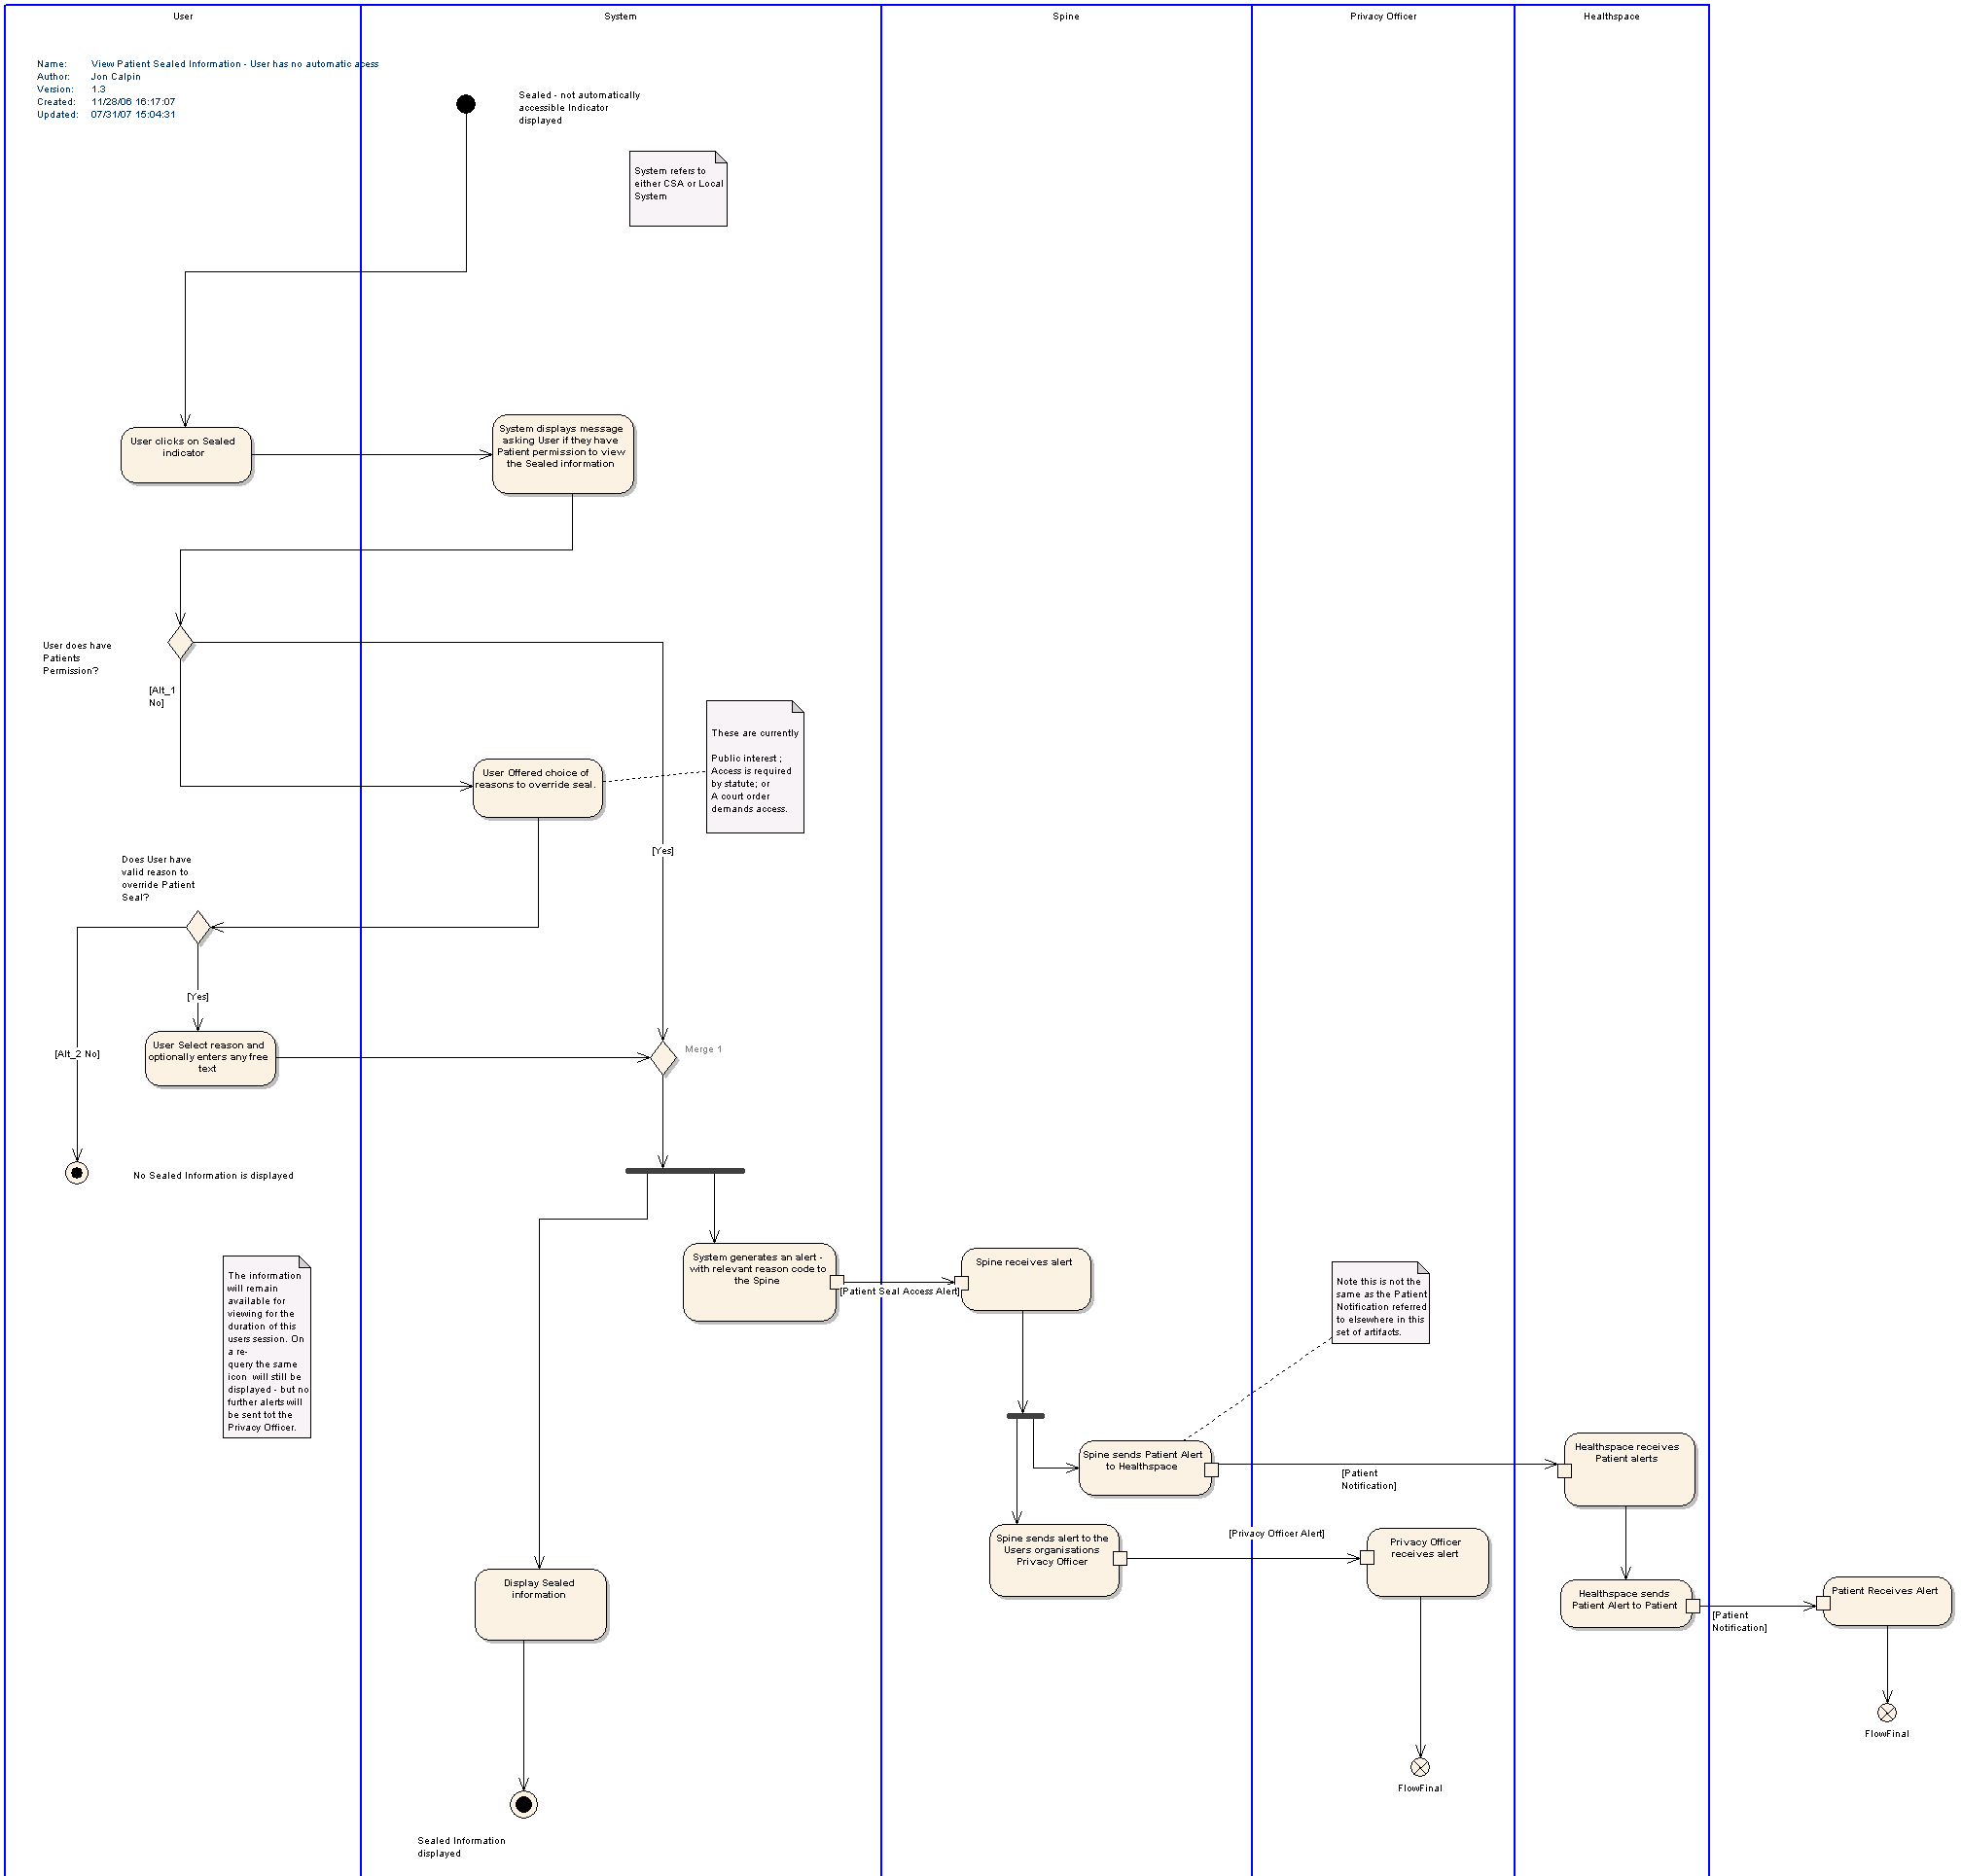 User
System
Spine
Privacy Officer
Healthspace
Name: View Patient Sealed Information - User has no automatic acess
Author: Jon Calpin
Version: 1.3
Created: 11/28/06 16:17:07
Updated: 07/31/07 15:04:31
Sealed - not automatically
accessible Indicator
displayed
System refers to
either CSA or Local
System
User clicks on Sealed
indicator
System displays message
asking User if they have
Patient permission to view
the Sealed information
User does have
Patients
Permission?
[Alt_1
No]
These are currently
Public interest ;
Access is required
by statute; or
A court order
demands access.
User Offered choice of
reasons to override seal.
[Yes]
Does User have
valid reason to
override Patient
Seal?
[Yes]
[Alt_2 No]
User Select reason and
optionally enters any free
text
Merge 1
No Sealed Information is displayed
System generates an alert -
with relevant reason code to
the Spine
[Patient Seal Access Alert]
Spine receives alert
The information
will remain
available for
viewing for the
duration of this
users session. On
a re-
query the same
icon will still be
displayed - but no
further alerts will
be sent tot the
Privacy Officer.
Note this is not the
same as the Patient
Notification referred
to elsewhere in this
set of artifacts.
Spine sends Patient Alert
to Healthspace
[Patient
Notification]
Healthspace receives
Patient alerts
Spine sends alert to the
Users organisations
Privacy Officer
[Privacy Officer Alert]
Privacy Officer
receives alert
Display Sealed
information
Healthspace sends
Patient Alert to Patient
[Patient
Notification]
Patient Receives Alert
FlowFinal
FlowFinal
Sealed Information
displayed